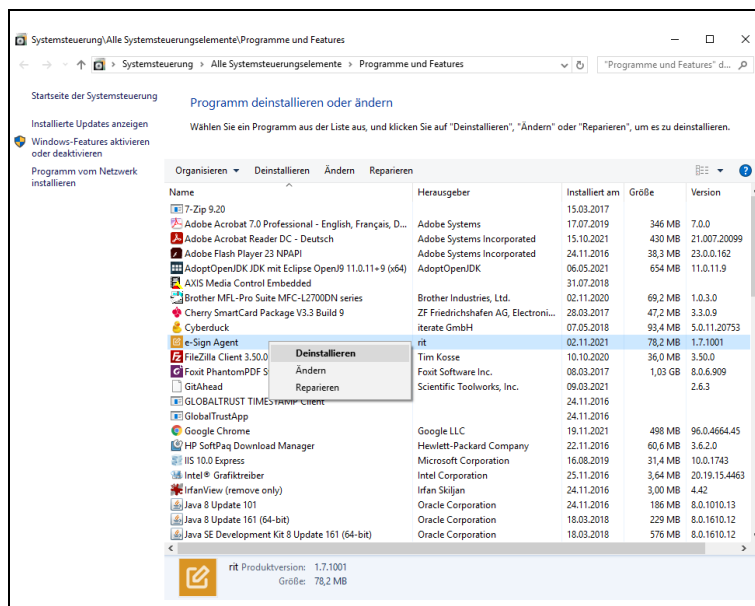 Systemsteuerung\Alle Systemsteuerungselemente\Programme und Features
Systemsteuerung > Alle Systemsteuerungselemente > Programme und Features
"Programme und Features" d...
Startseite der Systemsteuerung
Installierte Updates anzeigen
Windows-Features aktivieren
oder deaktivieren
Programm vom Netzwerk
installieren
Programm deinstallieren oder ändern
Wählen Sie ein Programm aus der Liste aus, und klicken Sie auf "Deinstallieren", "Ändern" oder "Reparieren", um es zu deinstallieren.
Organisieren Deinstallieren Ändern Reparieren
Name Herausgeber Installiert am Größe Version
7-Zip 9.20 15.03.2017
Adobe Acrobat 7.0 Professional - English, Français, D... Adobe Systems 17.07.2019 346 MB 7.0.0
Adobe Acrobat Reader DC - Deutsch Adobe Systems Incorporated 15.10.2021 430 MB 21.007.20099
Adobe Flash Player 23 NPAPI Adobe Systems Incorporated 24.11.2016 38,3 MB 23.0.0.162
AdoptOpenJDK JDK mit Eclipse OpenJ9 11.0.11+9 (x64) AdoptOpenJDK 06.05.2021 654 MB 11.0.11.9
AXIS Media Control Embedded 31.07.2018
Brother MFL-Pro Suite MFC-L2700DN series Brother Industries, Ltd. 02.11.2020 69,2 MB 1.0.3.0
Cherry SmartCard Package V3.3 Build 9 ZF Friedrichshafen AG, Electroni... 28.03.2017 47,2 MB 3.3.0.9
Cyberduck iterate GmbH 07.05.2018 93,4 MB 5.0.11.20753
e-Sign Agent rit 02.11.2021 78,2 MB 1.7.1001
FileZilla Client 3.50.0 Tim Kosse 10.10.2020 36,0 MB 3.50.0
Foxit PhantomPDF S Foxit Software Inc. 08.03.2017 1,03 GB 8.0.6.909
GitAhead Scientific Toolworks, Inc. 09.03.2021 2.6.3
Deinstallieren
Ändern
Reparieren
GLOBALTRUST TIMESTAMP Client 24.11.2016
GlobalTrustApp 24.11.2016
Google Chrome Google LLC 19.11.2021 498 MB 96.0.4664.45
HP SoftPaq Download Manager Hewlett-Packard Company 22.11.2016 60,6 MB 3.6.2.0
IIS 10.0 Express Microsoft Corporation 16.08.2019 31,4 MB 10.0.1743
Intel® Grafiktreiber Intel Corporation 25.11.2016 3,64 MB 20.19.15.4463
IrfanView (remove only) Irfan Skiljan 24.11.2016 3,00 MB 4.42
Java 8 Update 101 Oracle Corporation 24.11.2016 186 MB 8.0.1010.13
Java 8 Update 161 (64-bit) Oracle Corporation 18.03.2018 229 MB 8.0.1610.12
Java SE Development Kit 8 Update 161 (64-bit) Oracle Corporation 18.03.2018 576 MB 8.0.1610.12
rit Produktversion: 1.7.1001
Größe: 78,2 MB